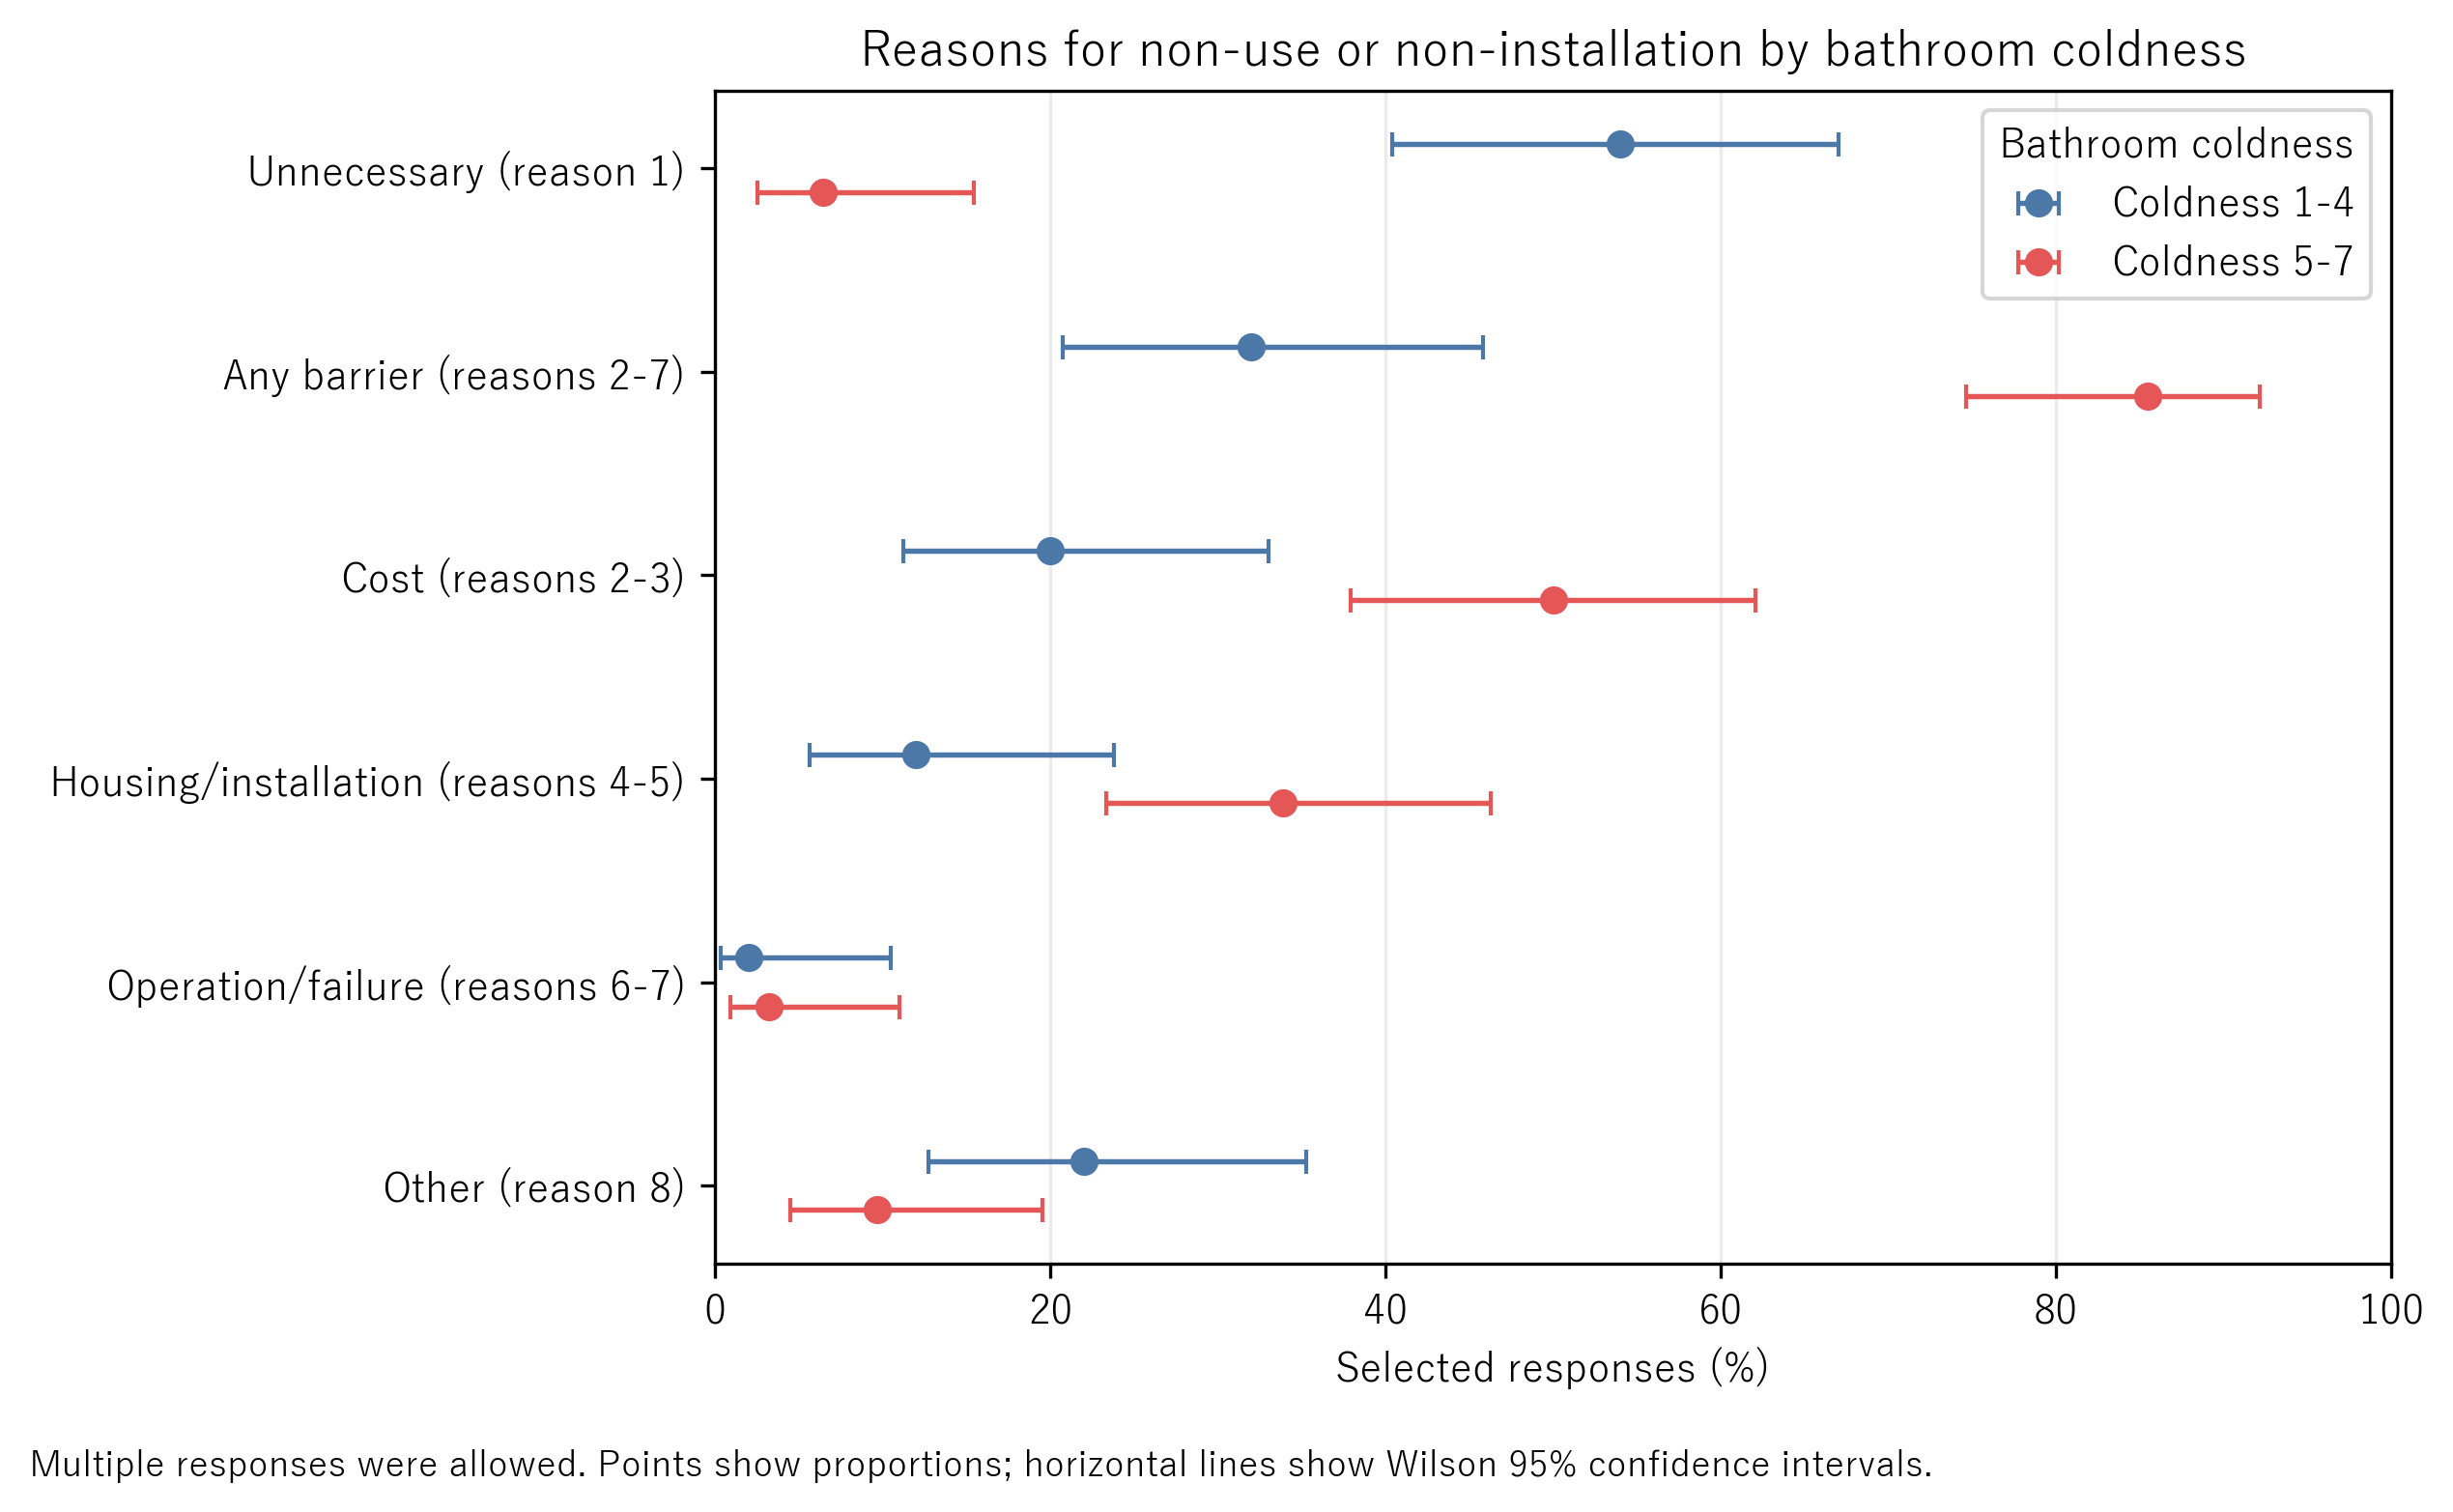 Reasons for non-use or non-installation by bathroom coldness
Bathroom coldness
Coldness 1-4
Coldness 5-7
Unnecessary (reason 1)
Any barrier (reasons 2-7)
Cost (reasons 2-3)
Housing/installation (reasons 4-5)
Operation/failure (reasons 6-7)
Other (reason 8)
0 20 40 60 80 100
Selected responses (%)
Multiple responses were allowed. Points show proportions; horizontal lines show Wilson 95% confidence intervals.